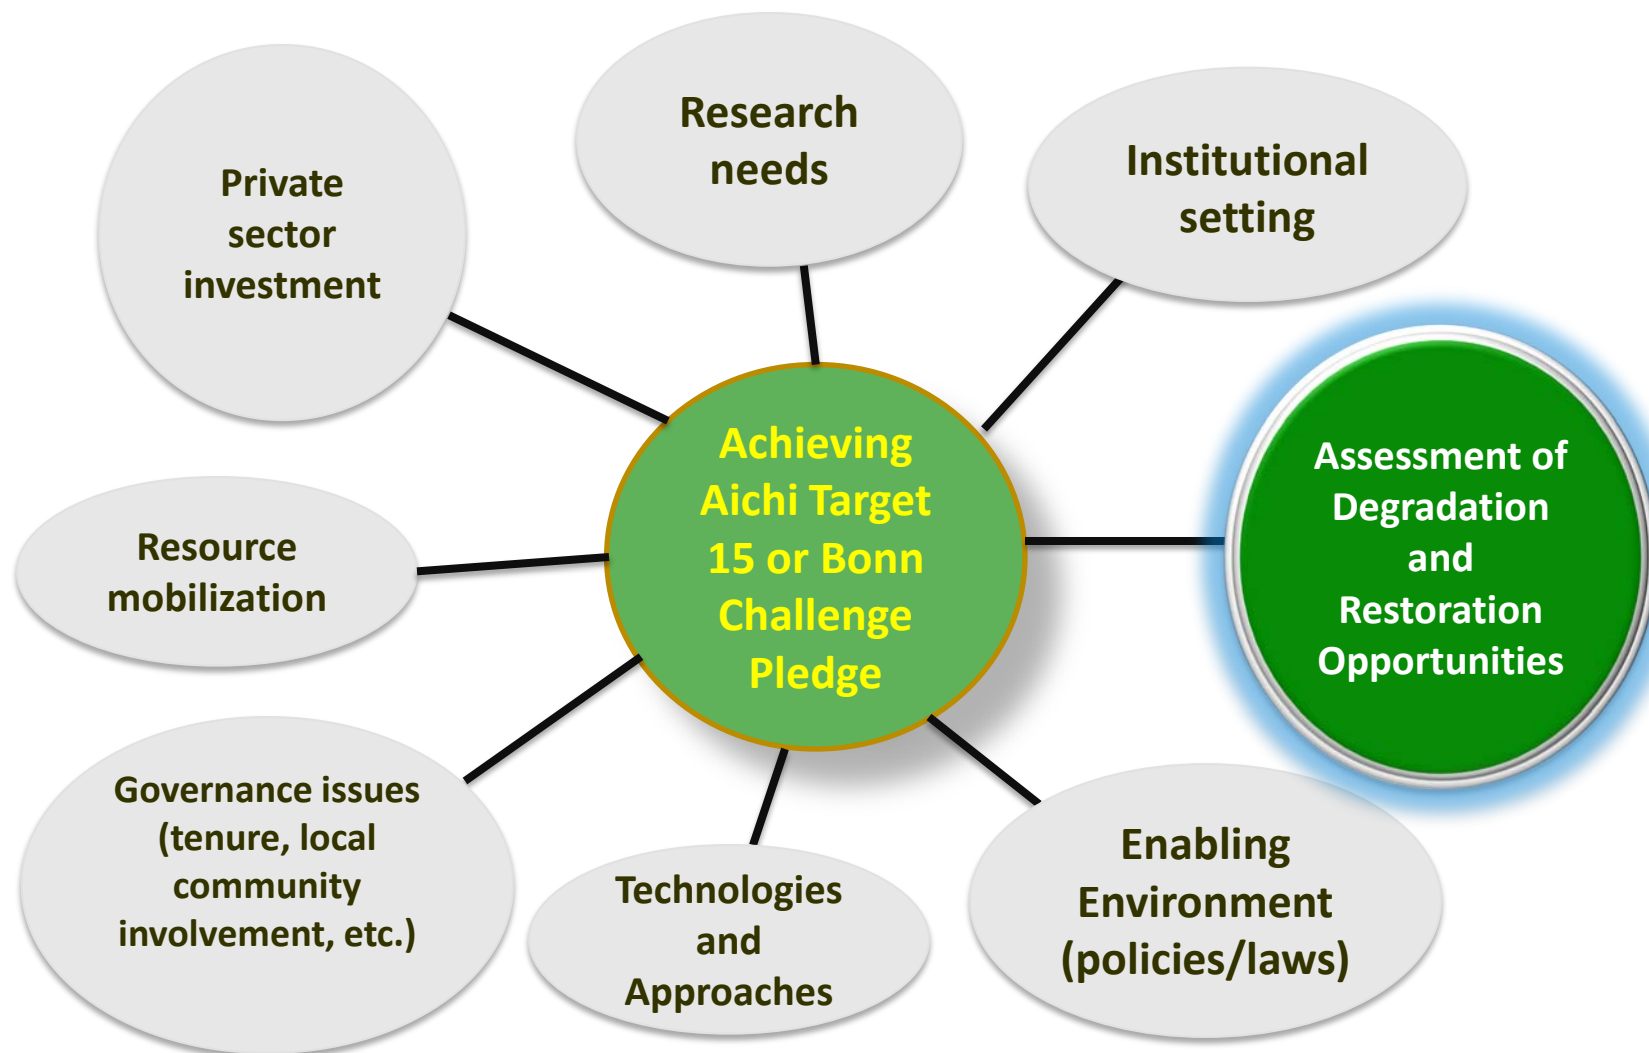 Research
needs
Institutional
setting
Private
sector
investment
Achieving
Aichi Target
15 or Bonn
Challenge
Pledge
Assessment of
Degradation
and
Restoration
Opportunities
Resource
mobilization
Governance issues
(tenure, local
community
involvement, etc.)
Technologies
and
Approaches
Enabling
Environment
(policies/laws)